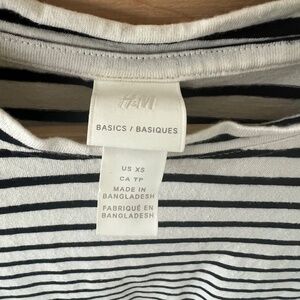 H&M
BASICS / BASIQUES
US XS
CA TP
MADE IN
BANGLADESH
FABRIQUÉ EN
BANGLADESH